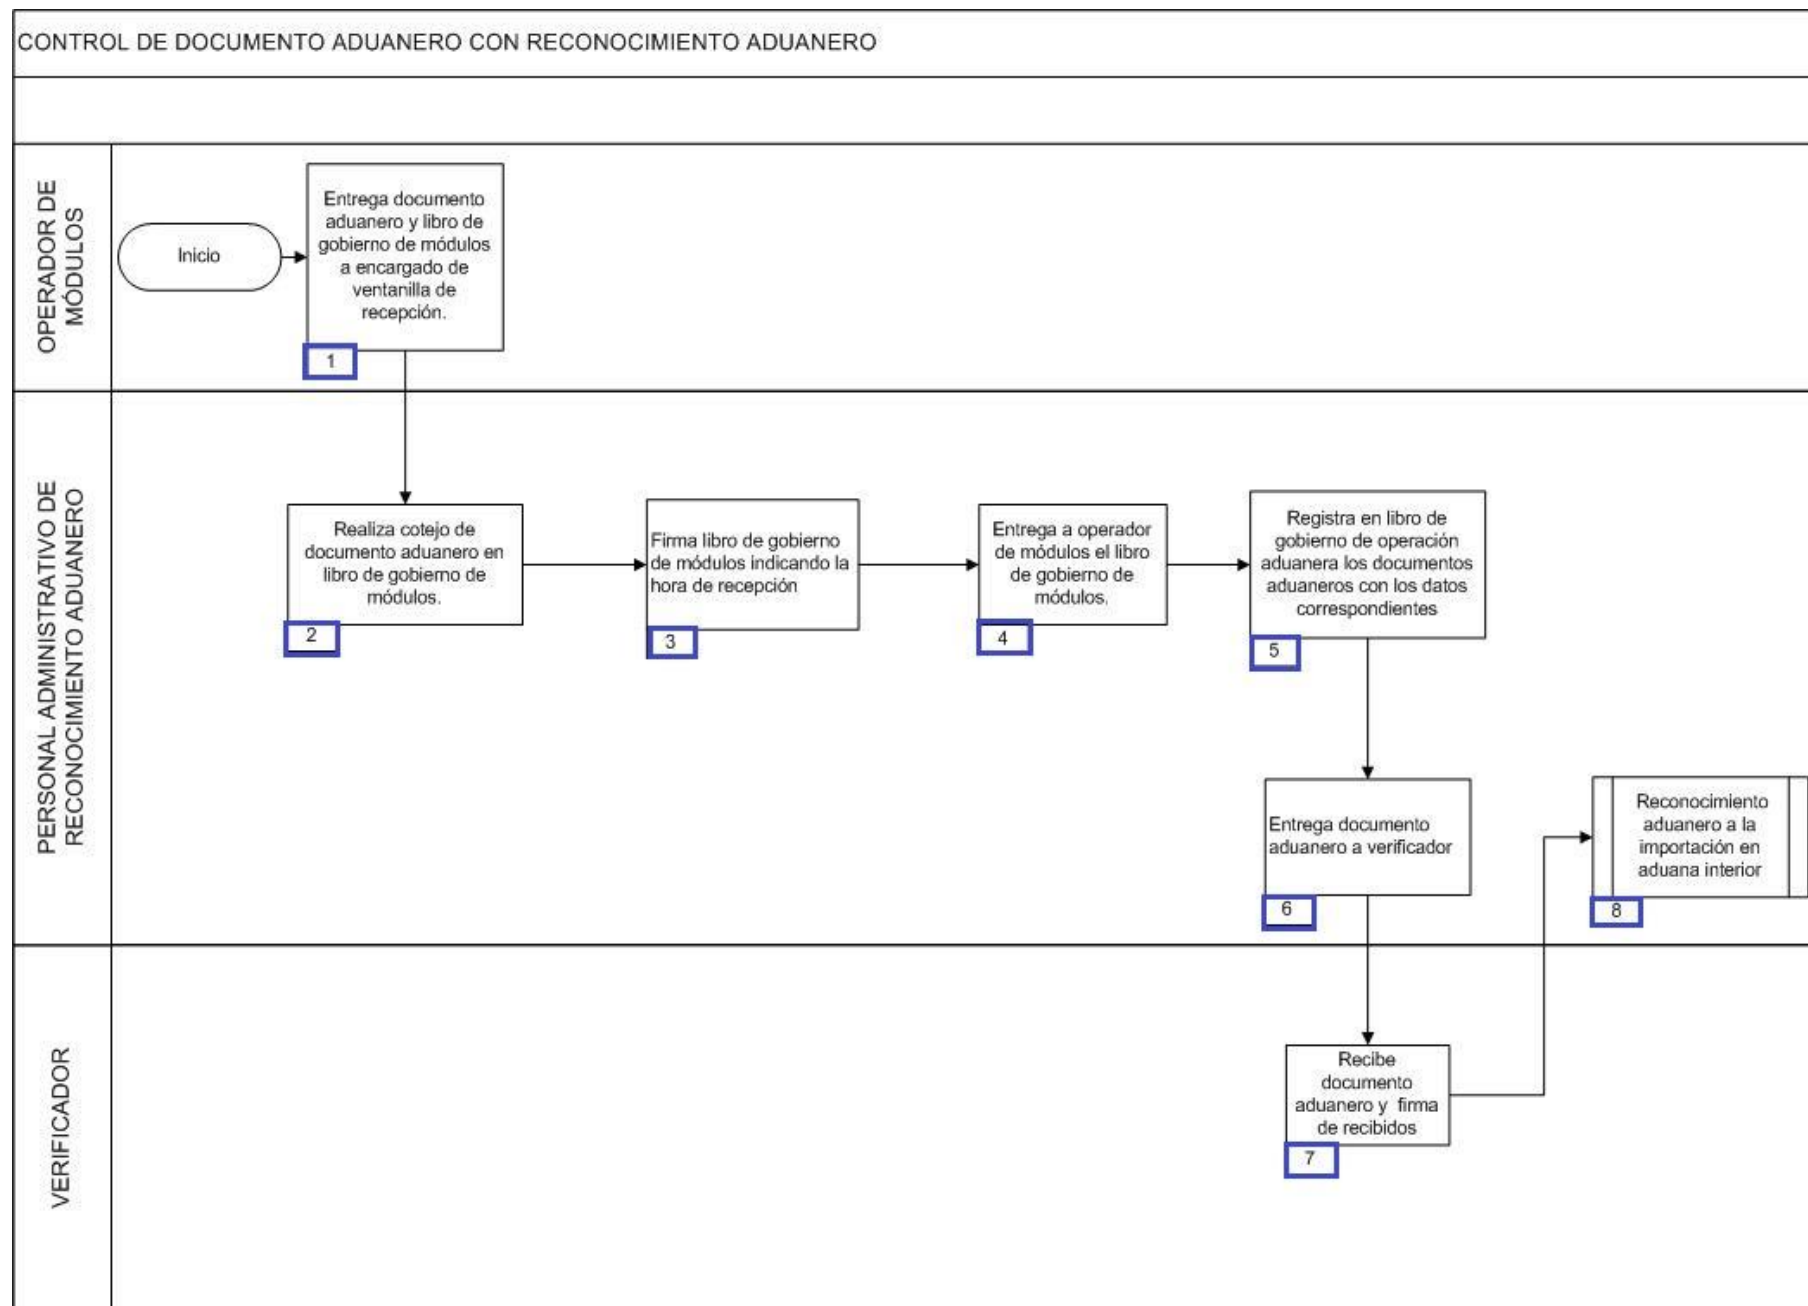 CONTROL DE DOCUMENTO ADUANERO CON RECONOCIMIENTO ADUANERO
OPERADOR DE
MÓDULOS
Inicio
Entrega documento
aduanero y libro de
gobierno de módulos
a encargado de
ventanilla de
recepción.
1
PERSONAL ADMINISTRATIVO DE
RECONOCIMIENTO ADUANERO
Realiza cotejo de
documento aduanero en
libro de gobierno de
módulos.
2
Firma libro de gobierno
de módulos indicando la
hora de recepción
3
Entrega a operador
de módulos el libro
de gobierno de
módulos.
4
Registra en libro de
gobierno de operación
aduanera los documentos
aduaneros con los datos
correspondientes
5
Entrega documento
aduanero a verificador
6
Reconocimiento
aduanero a la
importación en
aduana interior
8
VERIFICADOR
Recibe
documento
aduanero y firma
de recibidos
7